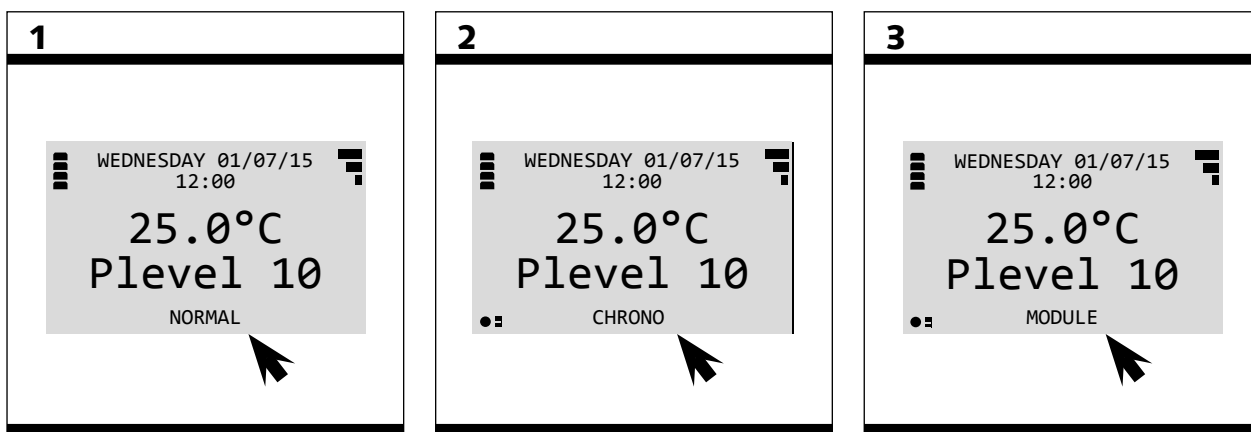 1
WEDNESDAY 01/07/15
12:00
25.0°C
Plevel 10
NORMAL
2
WEDNESDAY 01/07/15
12:00
25.0°C
Plevel 10
CHRONO
3
WEDNESDAY 01/07/15
12:00
25.0°C
Plevel 10
MODULE